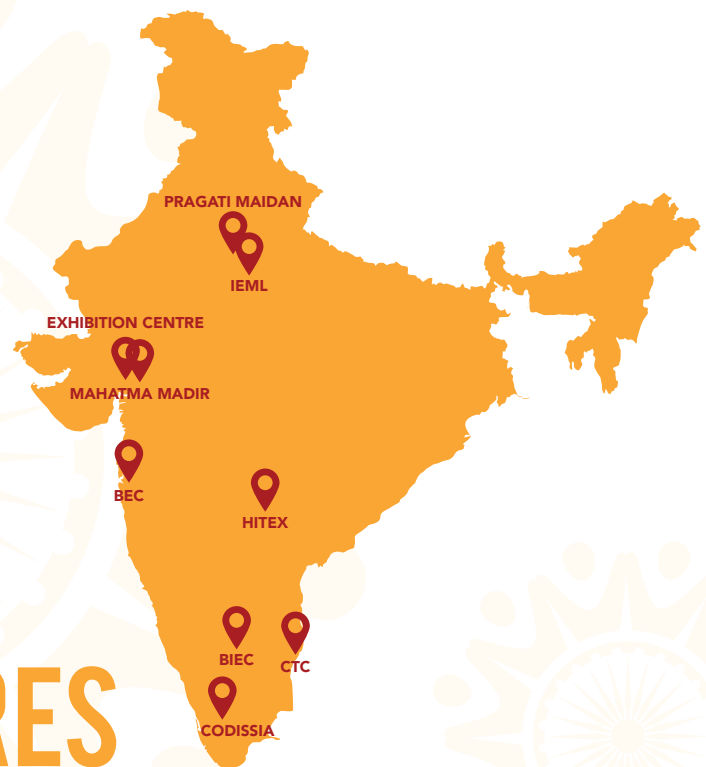 PRAGATI MAIDAN
IEML
EXHIBITION CENTRE
MAHATMA MADIR
BEC
HITEX
BIEC
CTC
CODISSIA
RES